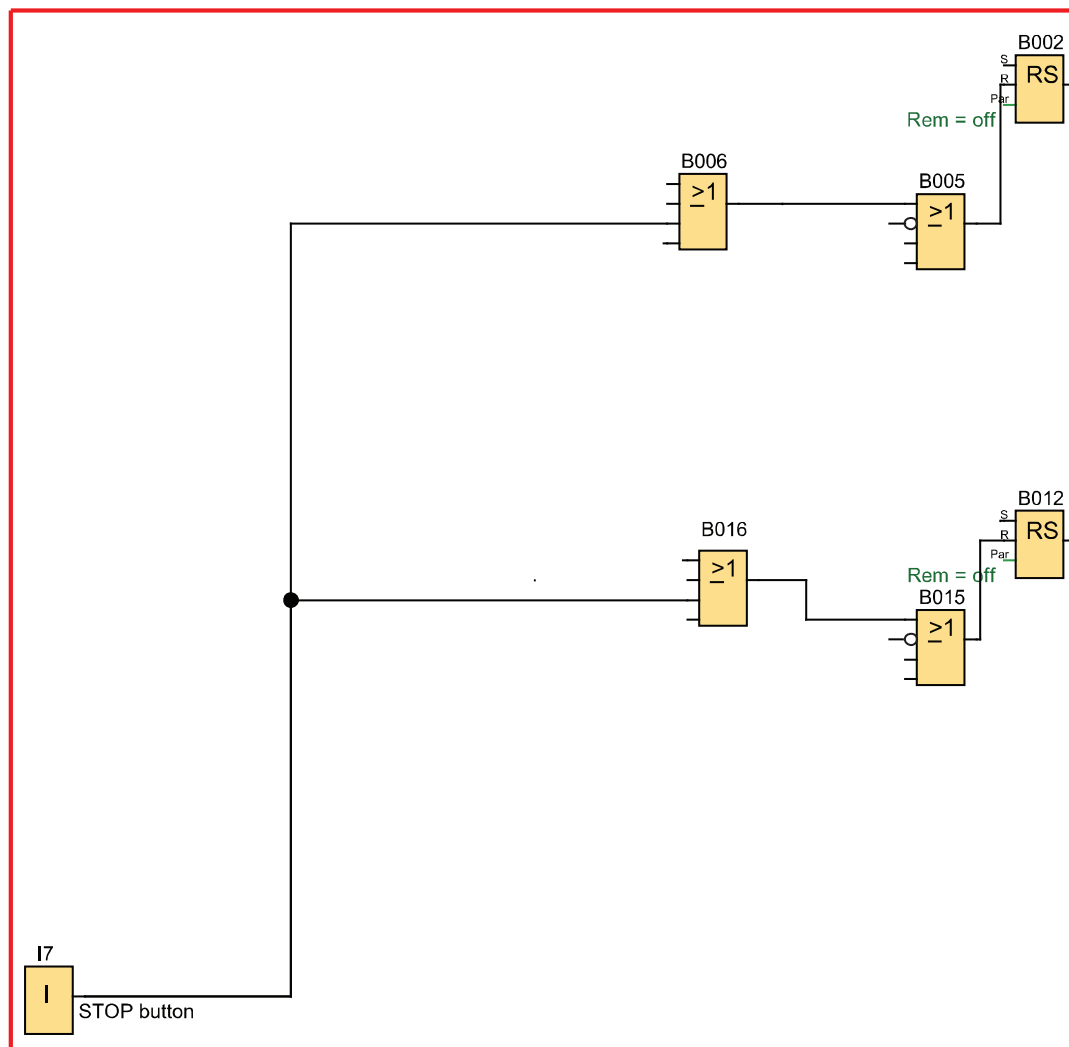 B002
S
RS
R
Par
Rem = off
B006
≥1
B005
≥1
B012
S
RS
R
Par
Rem = off
B016
≥1
B015
≥1
I7
I
STOP button